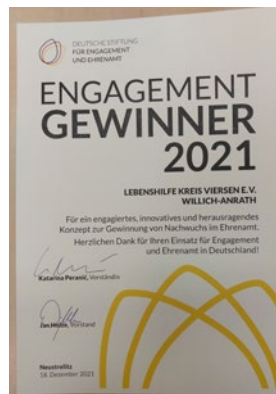 DEUTSCHE STIFTUNG
FÜR ENGAGEMENT
UND EHRENAMT
ENGAGEMENT
GEWINNER
2021
LEBENSHILFE KREIS VIERSEN E.V.
WILLICH-ANRATH
Für ein engagiertes, innovatives und herausragendes
Konzept zur Gewinnung von Nachwuchs im Ehrenamt.
Herzlichen Dank für Ihren Einsatz für Engagement
und Ehrenamt in Deutschland!
Katarina Peranić, Vorständin
Jan Holze, Vorstand
Neustrelitz
18. Dezember 2021